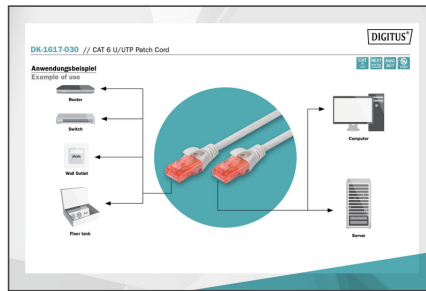 DIGITUS®
DK-1617-030 // CAT 6 U/UTP Patch Cord
Anwendungsbeispiel
Example of use
Router
Switch
Wall Outlet
Floor tank
Computer
Server